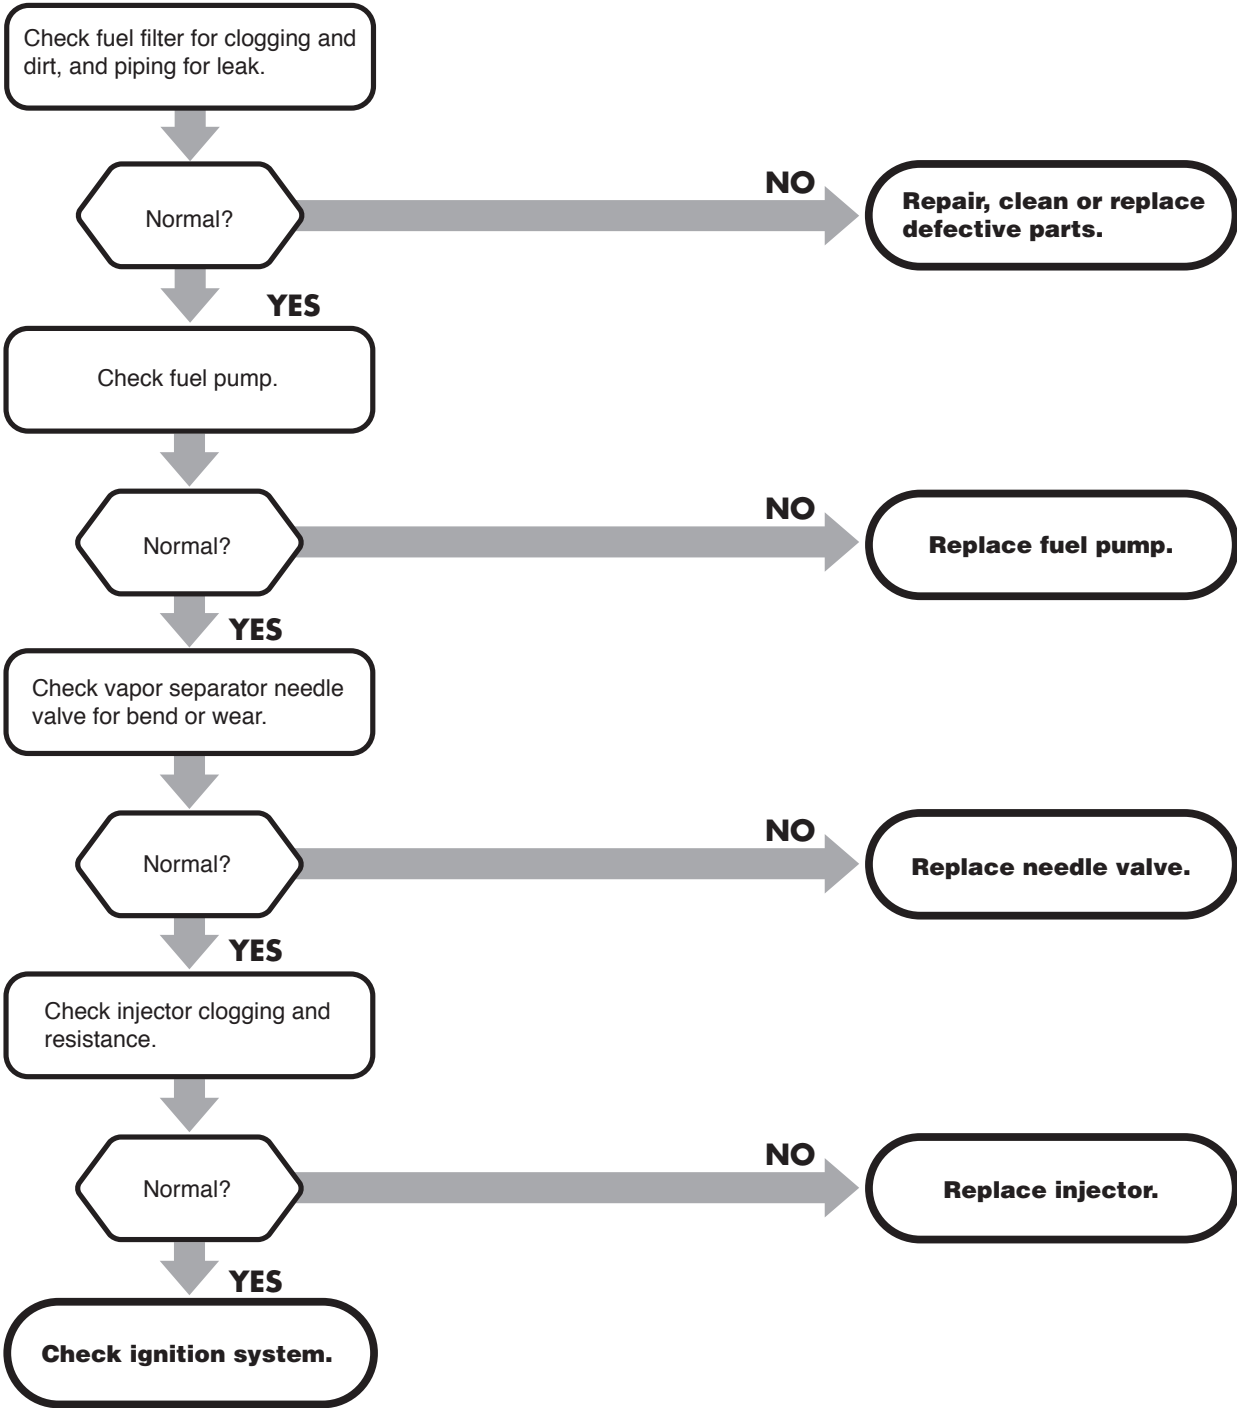 Check fuel filter for clogging and
dirt, and piping for leak.
Normal?
NO
Repair, clean or replace
defective parts.
YES
Check fuel pump.
Normal?
NO
Replace fuel pump.
YES
Check vapor separator needle
valve for bend or wear.
Normal?
NO
Replace needle valve.
YES
Check injector clogging and
resistance.
Normal?
NO
Replace injector.
YES
Check ignition system.